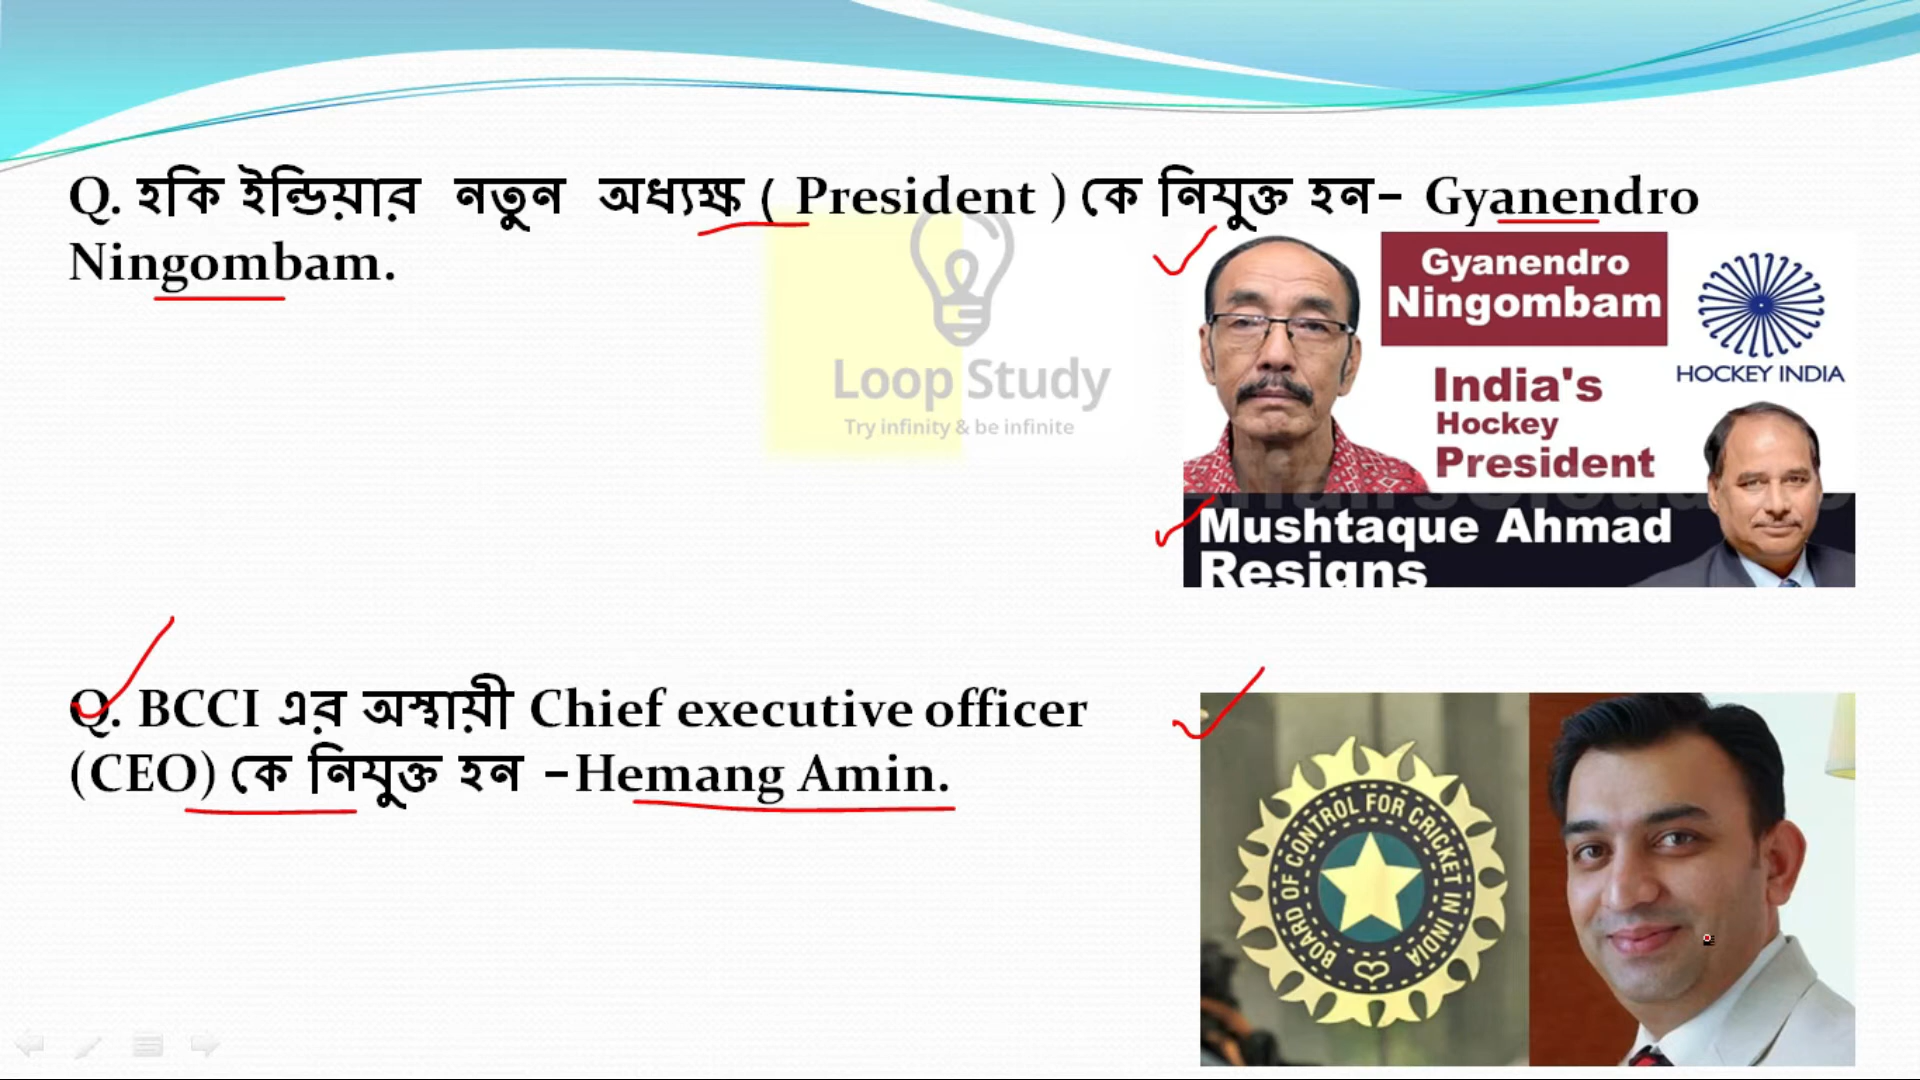 Q. হকি ইন্ডিয়ার নতুন অধ্যক্ষ ( President ) কে নিযুক্ত হন– Gyanendro
Ningombam.
Gyanendro
Ningombam
HOCKEY INDIA
India's
Hockey
President
Mushtaque Ahmad
Resigns
Loop Study
Try infinity & be infinite
Q. BCCI এর অস্থায়ী Chief executive officer
(CEO) কে নিযুক্ত হন –Hemang Amin.
BOARD OF CONTROL FOR CRICKET IN INDIA